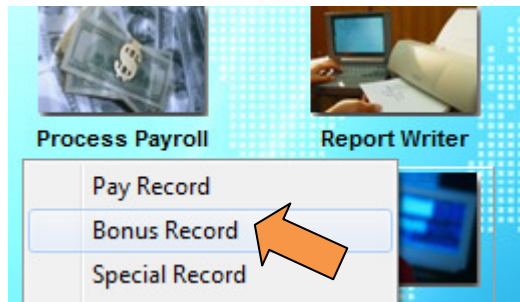 Process Payroll
Report Writer
Pay Record
Bonus Record
Special Record